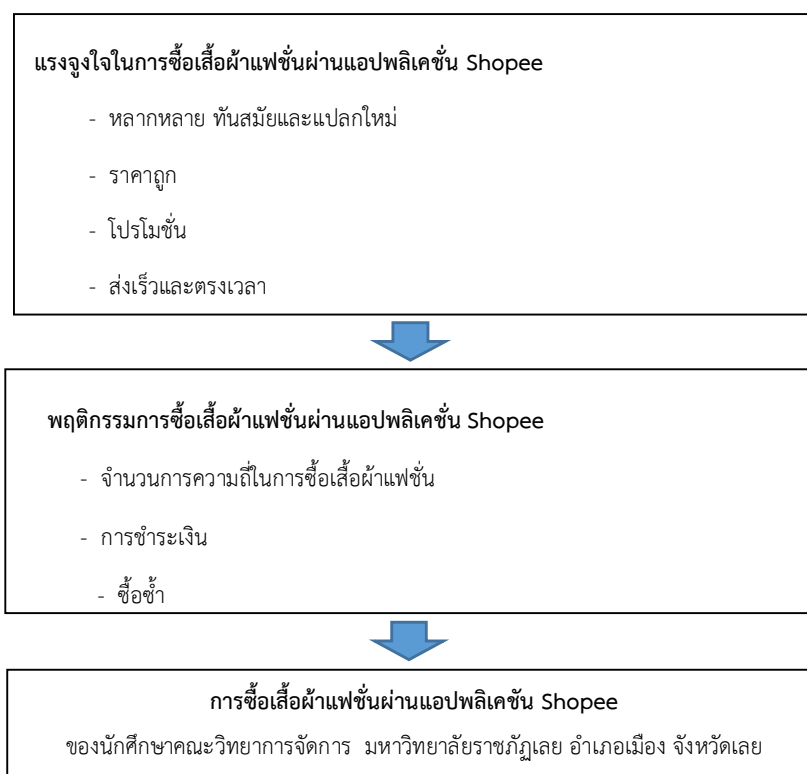 แรงจูงใจในการซื้อเสื้อผ้าแฟชั่นผ่านแอปพลิเคชั่น Shopee
- หลากหลาย ทันสมัยและแปลกใหม่
- ราคาถูก
- โปรโมชั่น
- ส่งเร็วและตรงเวลา
พฤติกรรมการซื้อเสื้อผ้าแฟชั่นผ่านแอปพลิเคชั่น Shopee
- จำนวนการความถี่ในการซื้อเสื้อผ้าแฟชั่น
- การชำระเงิน
- ซื้อซ้ำ
การซื้อเสื้อผ้าแฟชั่นผ่านแอปพลิเคชัน Shopee
ของนักศึกษาคณะวิทยาการจัดการ มหาวิทยาลัยราชภัฏเลย อำเภอเมือง จังหวัดเลย